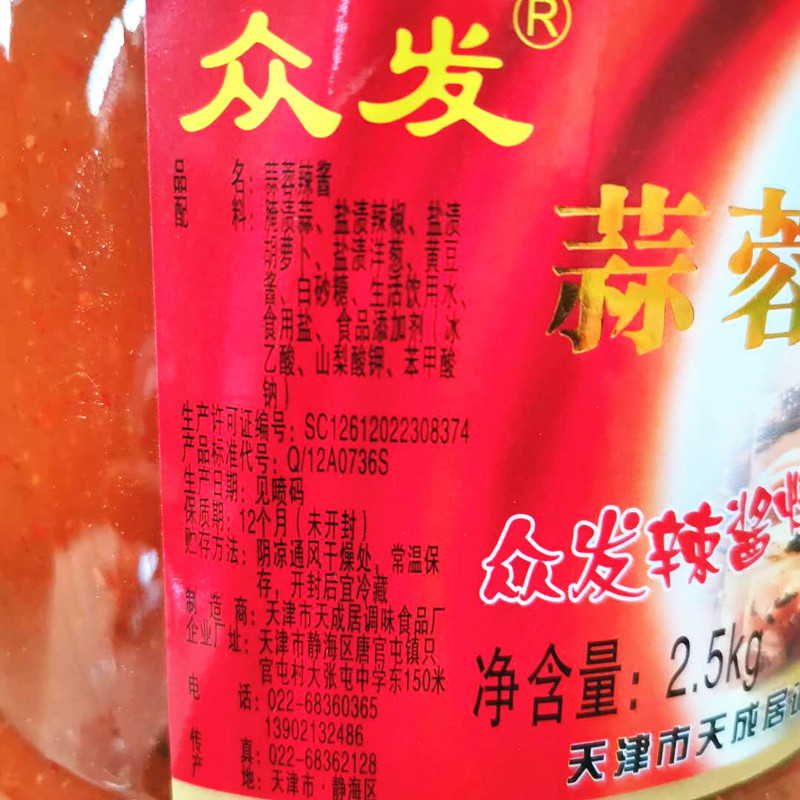 众发®
品 名：蒜蓉辣酱
配 料：腌渍蒜、盐渍辣椒、盐渍
胡萝卜、盐渍洋葱、黄豆
酱、白砂糖、生活饮用水、
食用盐、食品添加剂（冰
乙酸、山梨酸钾、苯甲酸
钠）
生产许可证编号：SC12612022308374
产品标准代号：Q/12A0736S
生产日期：见喷码
保质期：12个月（未开封）
贮存方法：阴凉通风干燥处，常温保
存，开封后宜冷藏
制 造 商：天津市天成居调味食品厂
企业厂址：天津市静海区唐官屯镇只
官屯村大张屯中学东150米
电 话：022-68360365
13902132486
传 真：022-68362128
产 地：天津市·静海区
蒜蓉
众发辣酱
净含量：2.5kg
天津市天成居